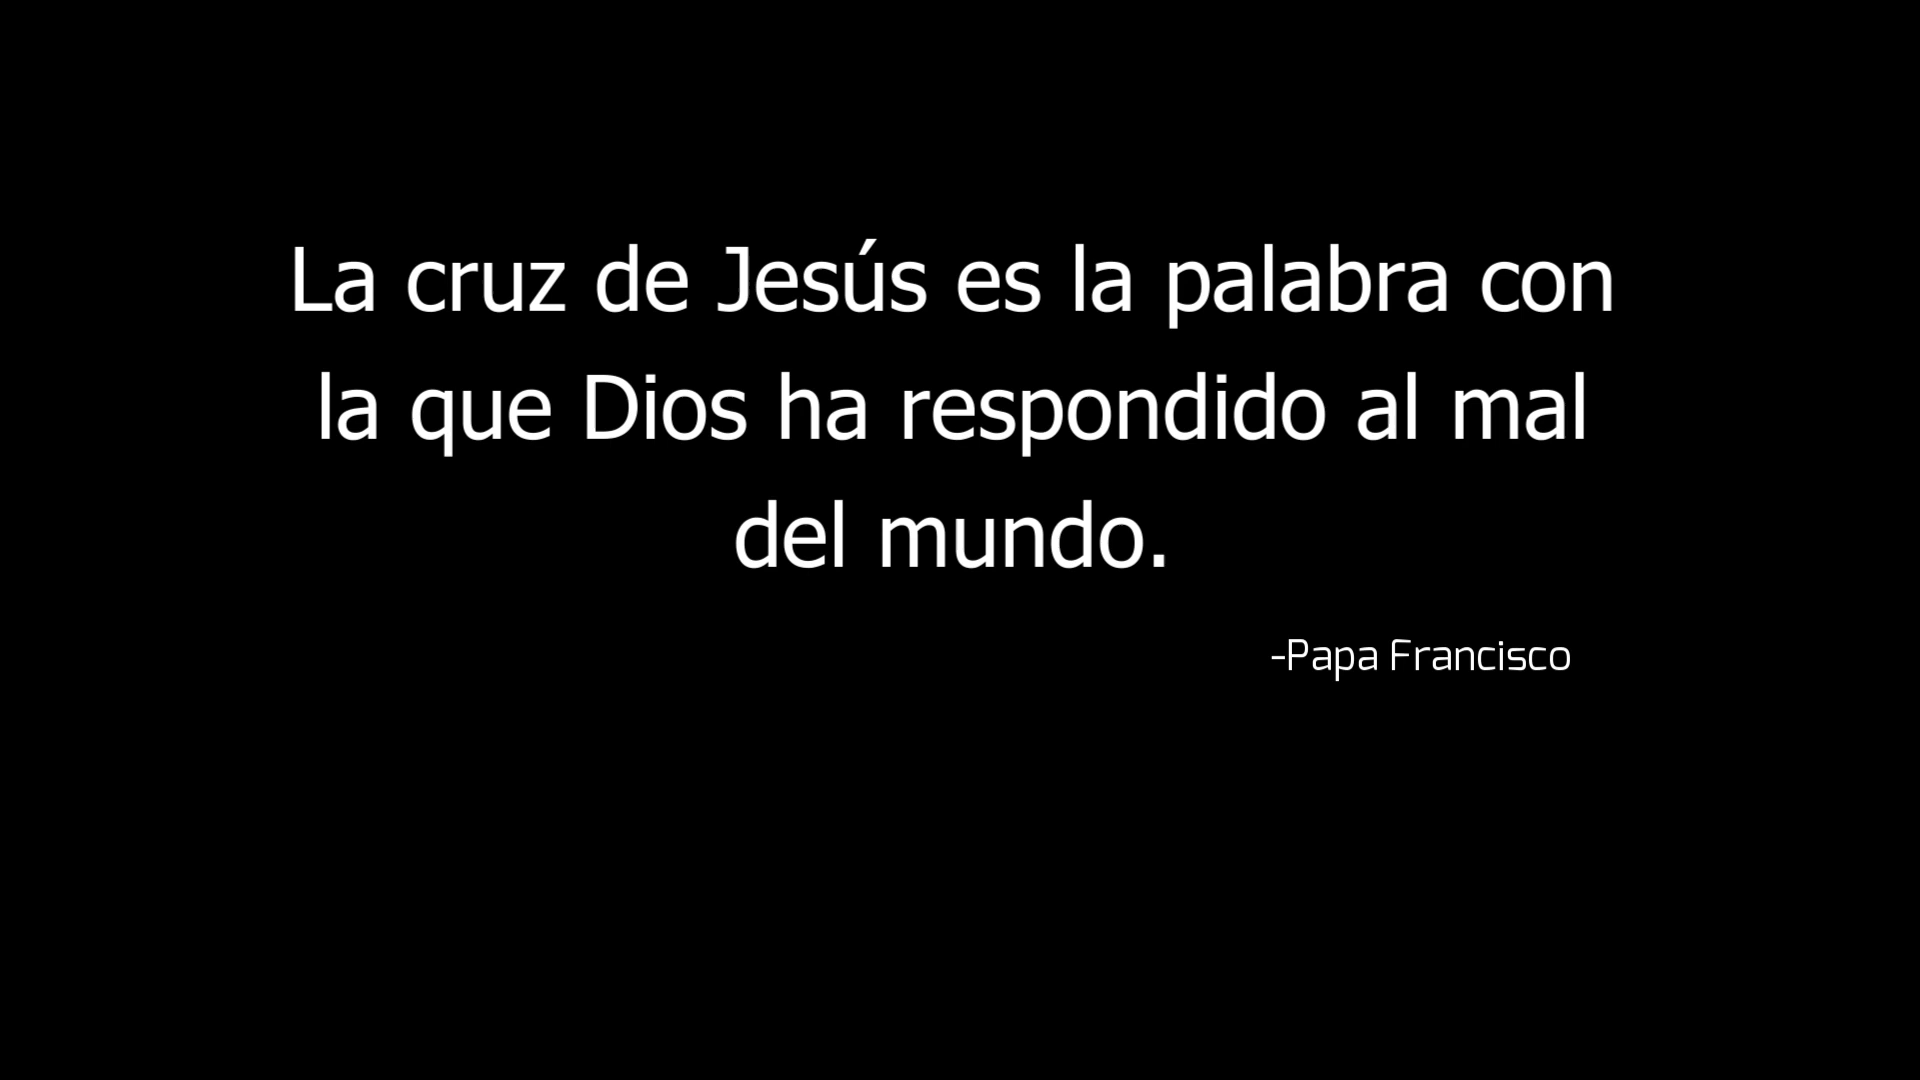 La cruz de Jesús es la palabra con
la que Dios ha respondido al mal
del mundo.
-Papa Francisco